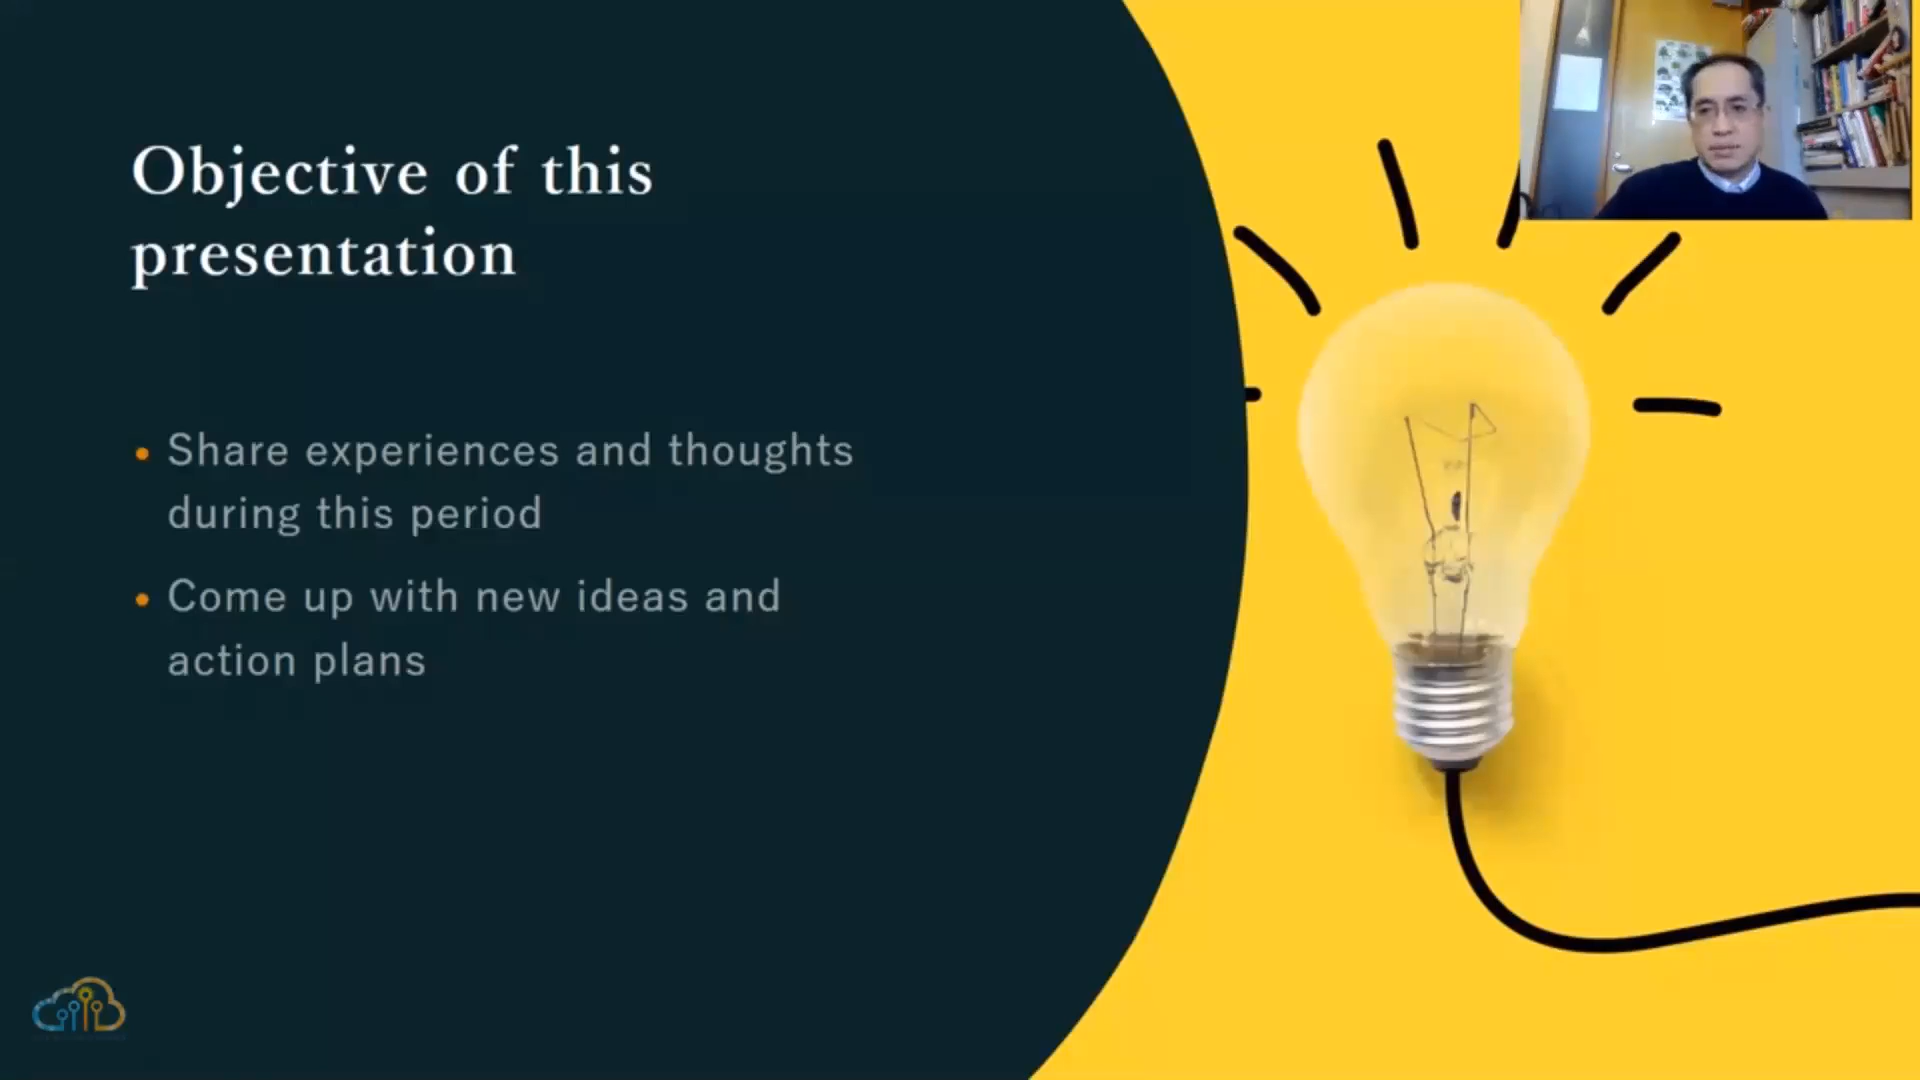 Objective of this
presentation
• Share experiences and thoughts
during this period
• Come up with new ideas and
action plans